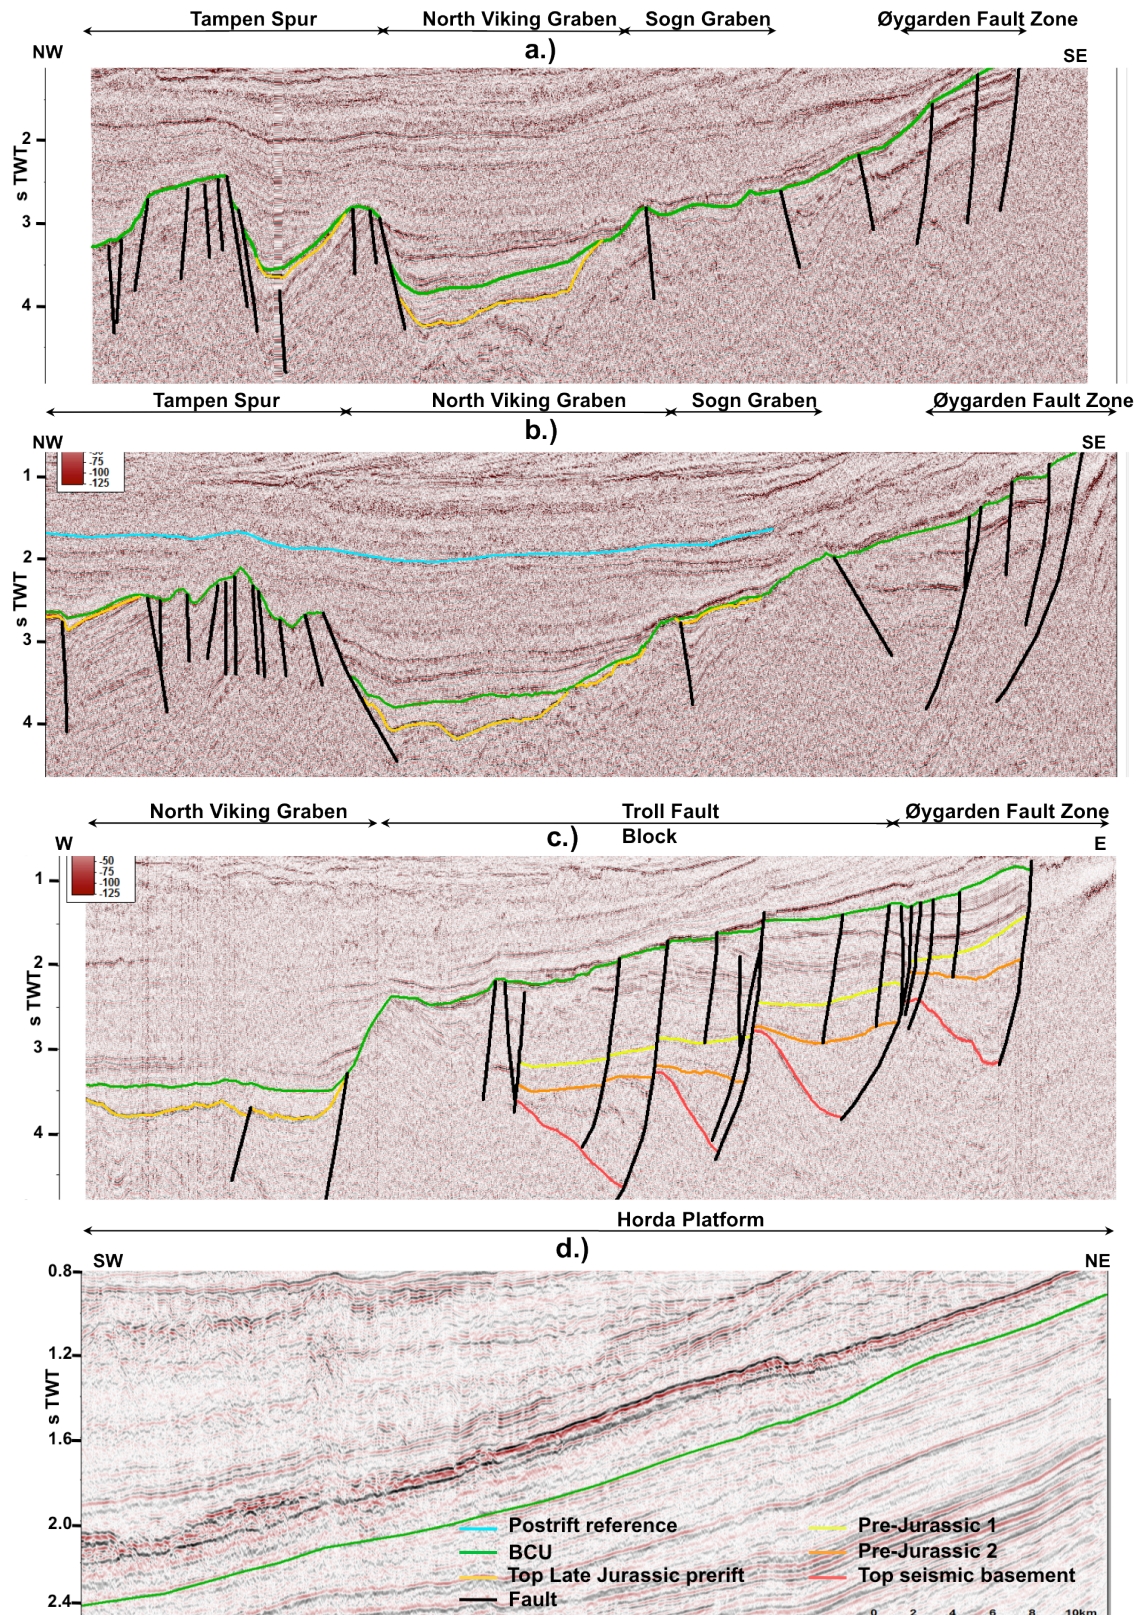 Tampen Spur North Viking Graben Sogn Graben Øygarden Fault Zone
a.)
NW SE
2
3
4
s TWT
Tampen Spur North Viking Graben Sogn Graben Øygarden Fault Zone
b.)
NW SE
-75
-100
-125
1
2
3
4
s TWT
North Viking Graben Troll Fault Block Øygarden Fault Zone
c.)
W E
-50
-75
-100
-125
1
2
3
4
s TWT
Horda Platform
d.)
SW NE
0.8
1.2
1.6
2.0
2.4
s TWT
Postrift reference Pre-Jurassic 1
BCU Pre-Jurassic 2
Top Late Jurassic prerift Top seismic basement
Fault
0 2 4 6 8 10km